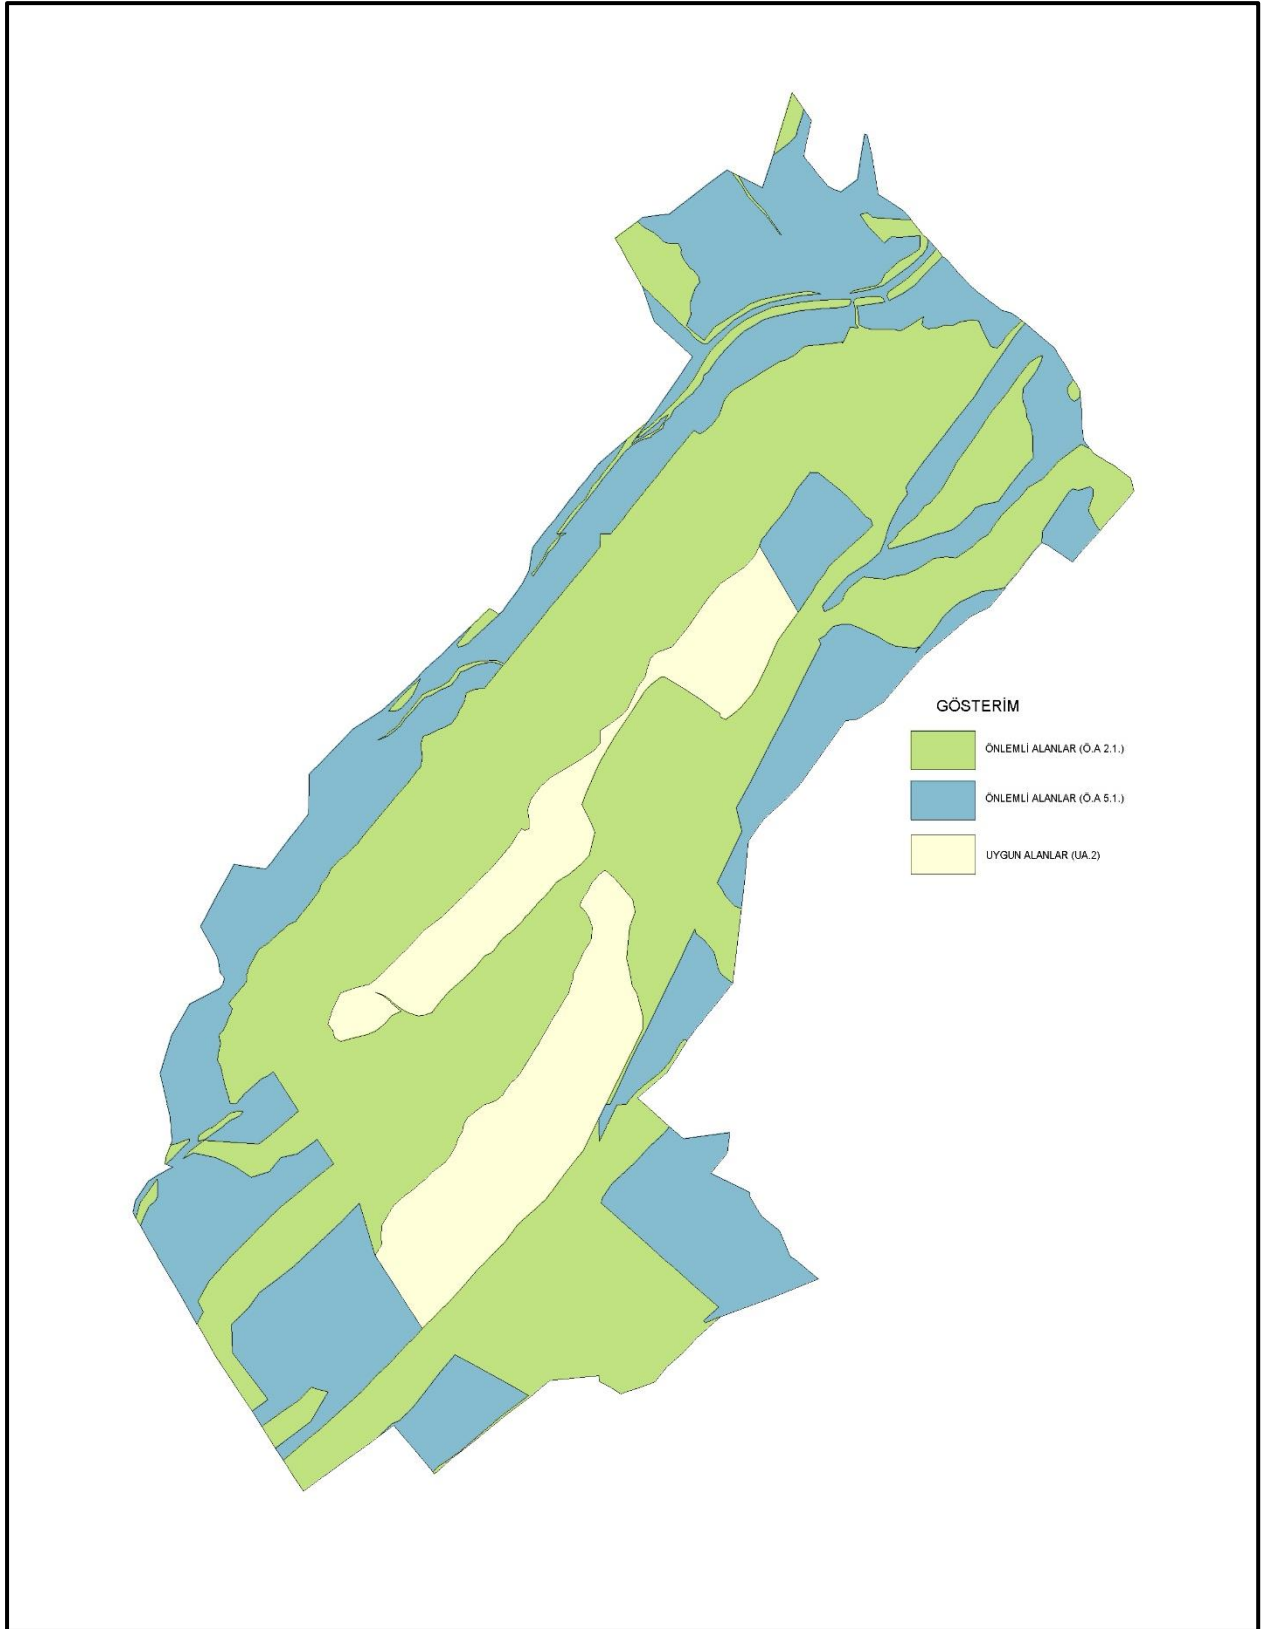 GÖSTERİM
ÖNLEMLİ ALANLAR (Ö.A 2.1.)
ÖNLEMLİ ALANLAR (Ö.A 5.1.)
UYGUN ALANLAR (UA.2)